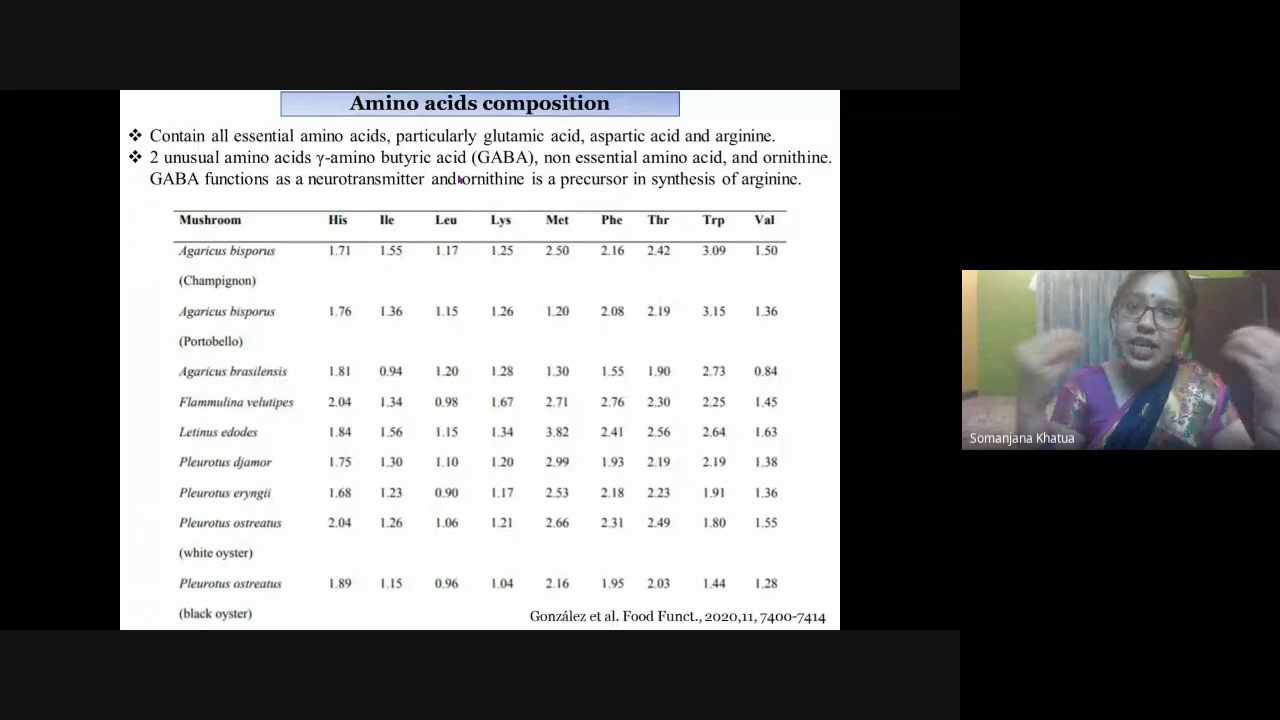 Amino acids composition
❖ Contain all essential amino acids, particularly glutamic acid, aspartic acid and arginine.
❖ 2 unusual amino acids γ-amino butyric acid (GABA), non essential amino acid, and ornithine.
GABA functions as a neurotransmitter and ornithine is a precursor in synthesis of arginine.
Mushroom His Ile Leu Lys Met Phe Thr Trp Val
Agaricus bisporus 1.71 1.55 1.17 1.25 2.50 2.16 2.42 3.09 1.50
(Champignon)
Agaricus bisporus 1.76 1.36 1.15 1.26 1.20 2.08 2.19 3.15 1.36
(Portobello)
Agaricus brasilensis 1.81 0.94 1.20 1.28 1.30 1.55 1.90 2.73 0.84
Flammulina velutipes 2.04 1.34 0.98 1.67 2.71 2.76 2.30 2.25 1.45
Letinus edodes 1.84 1.56 1.15 1.34 3.82 2.41 2.56 2.64 1.63
Pleurotus djamor 1.75 1.30 1.10 1.20 2.99 1.93 2.19 2.19 1.38
Pleurotus eryngii 1.68 1.23 0.90 1.17 2.53 2.18 2.23 1.91 1.36
Pleurotus ostreatus 2.04 1.26 1.06 1.21 2.66 2.31 2.49 1.80 1.55
(white oyster)
Pleurotus ostreatus 1.89 1.15 0.96 1.04 2.16 1.95 2.03 1.44 1.28
(black oyster)
González et al. Food Funct., 2020,11, 7400-7414
Somanjana Khatua